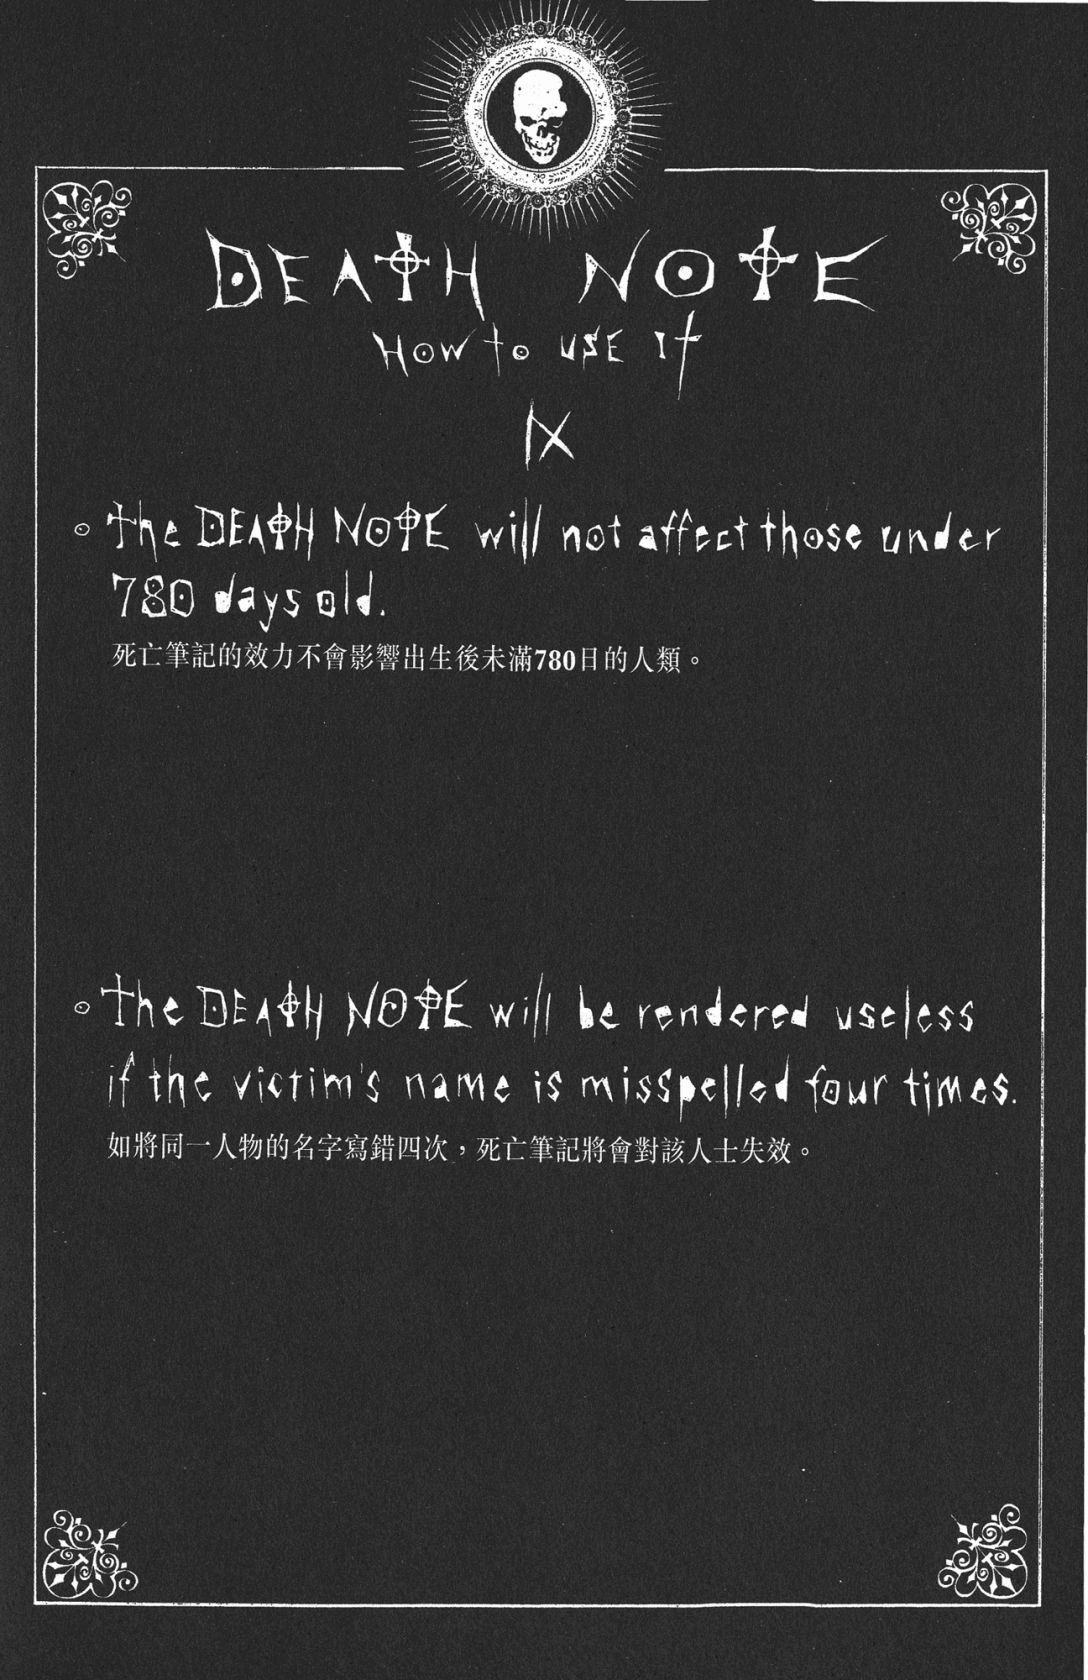 DEATH NOTE
HOW to USE It
IX
The DEATH NOTE will not affect those under
780 days old.
死亡筆記的效力不會影響出生後未滿780日的人類。
The DEATH NOTE will be rendered useless
if the victim's name is misspelled four times.
如將同一人物的名字寫錯四次，死亡筆記將會對該人士失效。